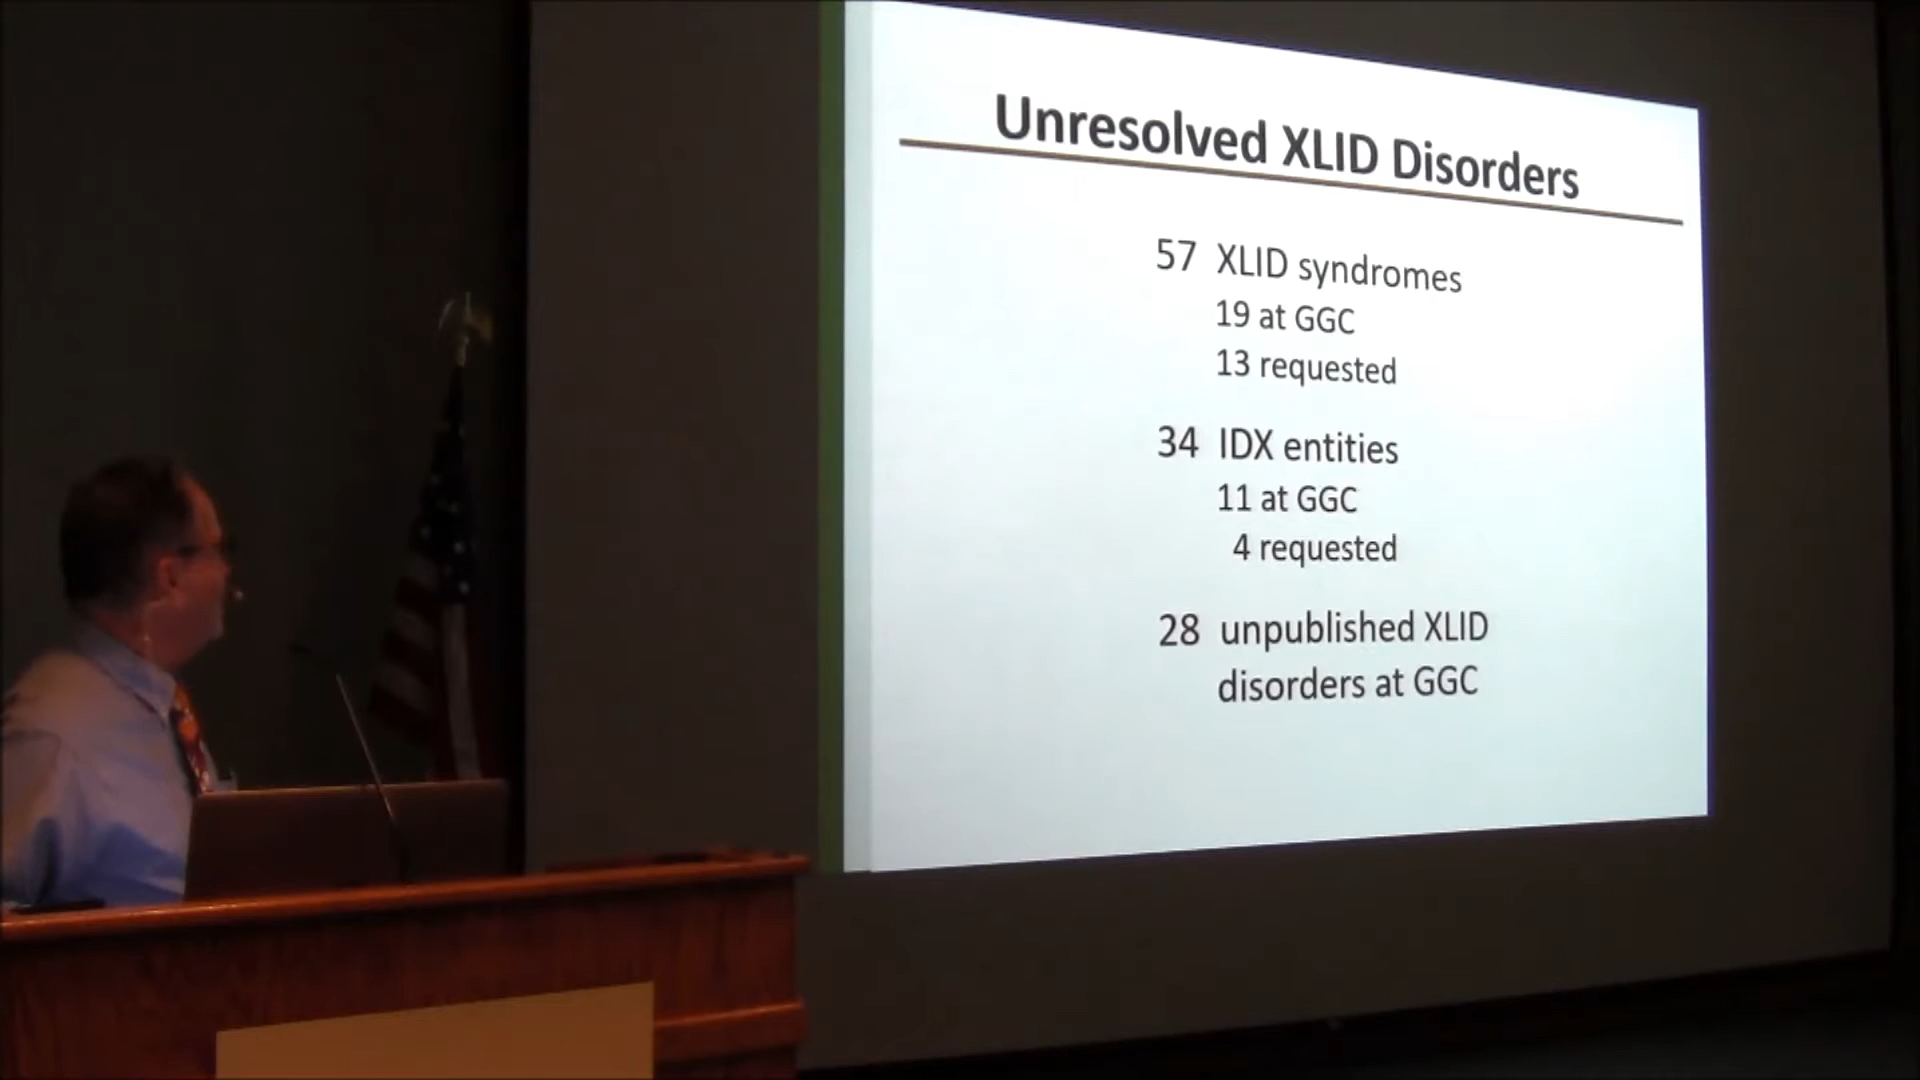 Unresolved XLID Disorders
57 XLID syndromes
19 at GGC
13 requested
34 IDX entities
11 at GGC
4 requested
28 unpublished XLID
disorders at GGC